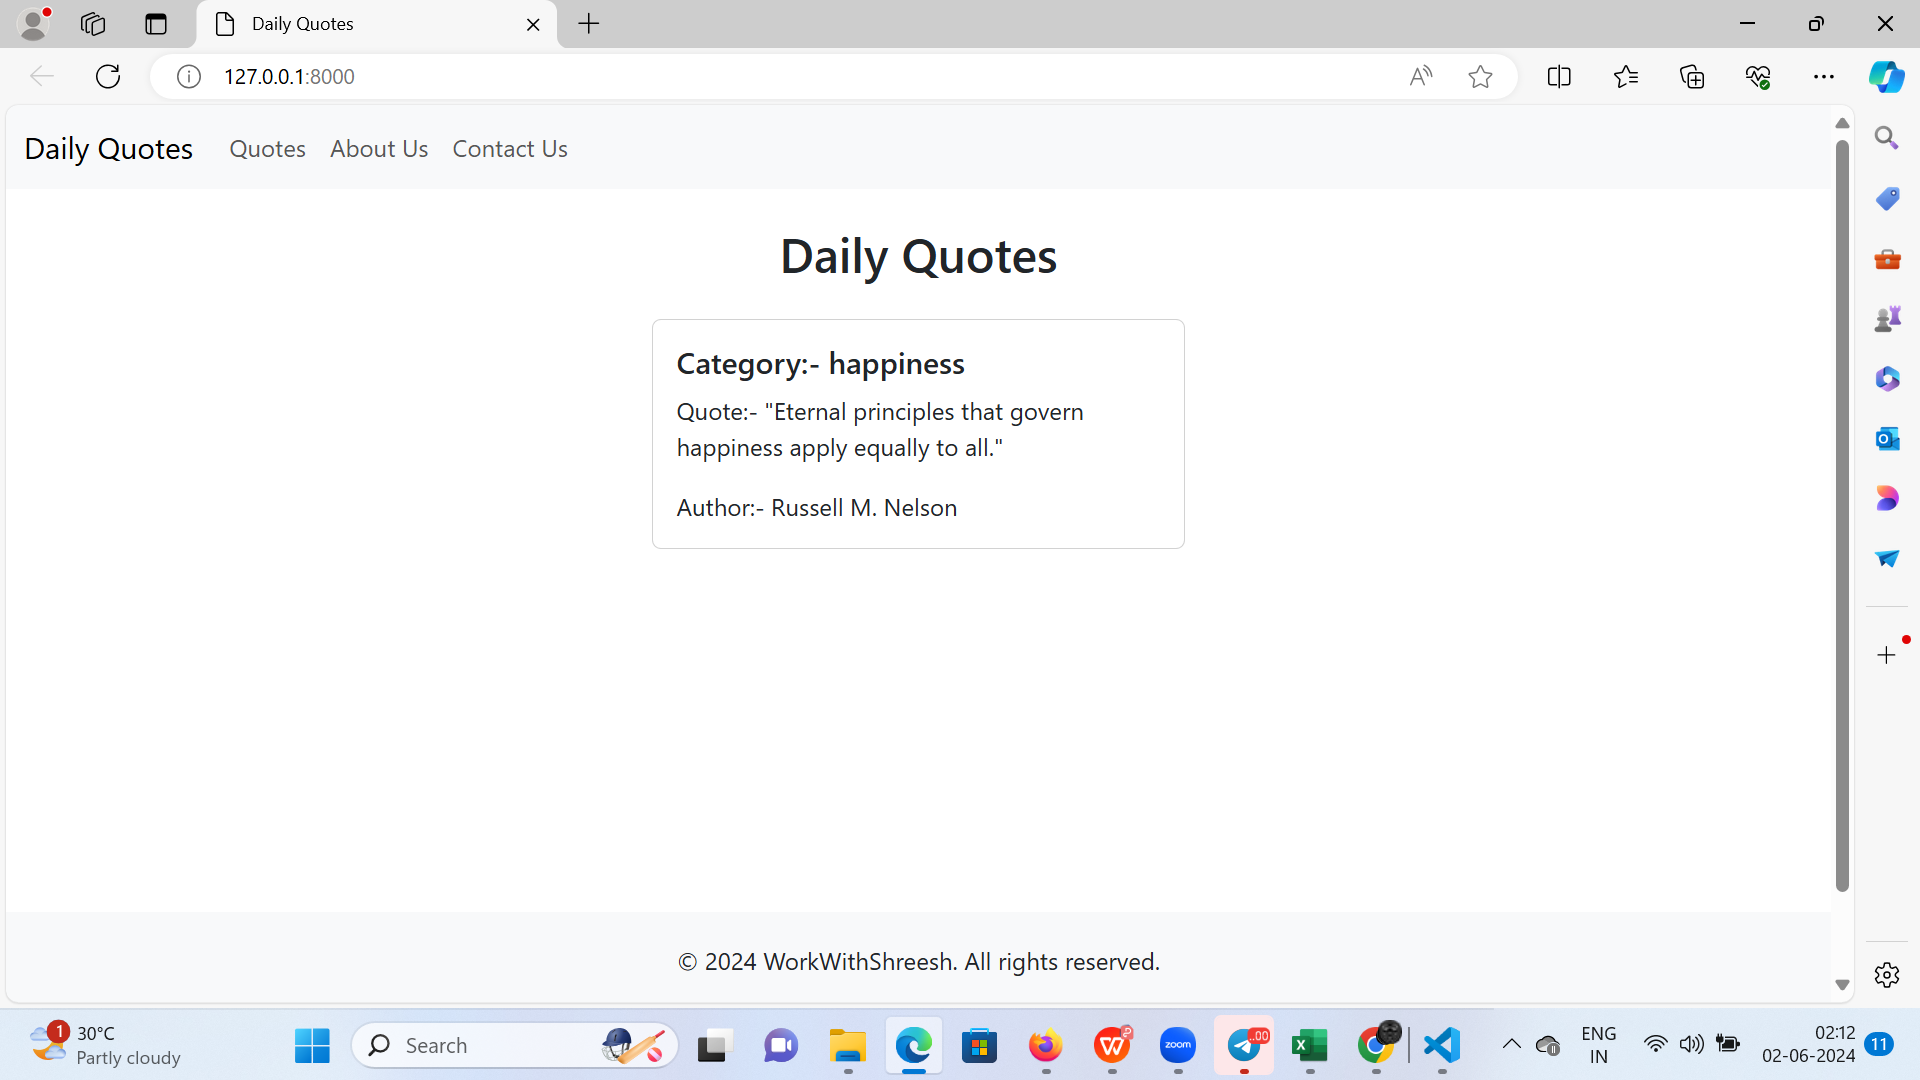 Daily Quotes
127.0.0.1:8000
Daily Quotes Quotes About Us Contact Us
Daily Quotes
Category:- happiness
Quote:- "Eternal principles that govern
happiness apply equally to all."
Author:- Russell M. Nelson
© 2024 WorkWithShreesh. All rights reserved.
1 30°C
Partly cloudy
Search
zoom
..00
ENG
IN
02:12
02-06-2024
11